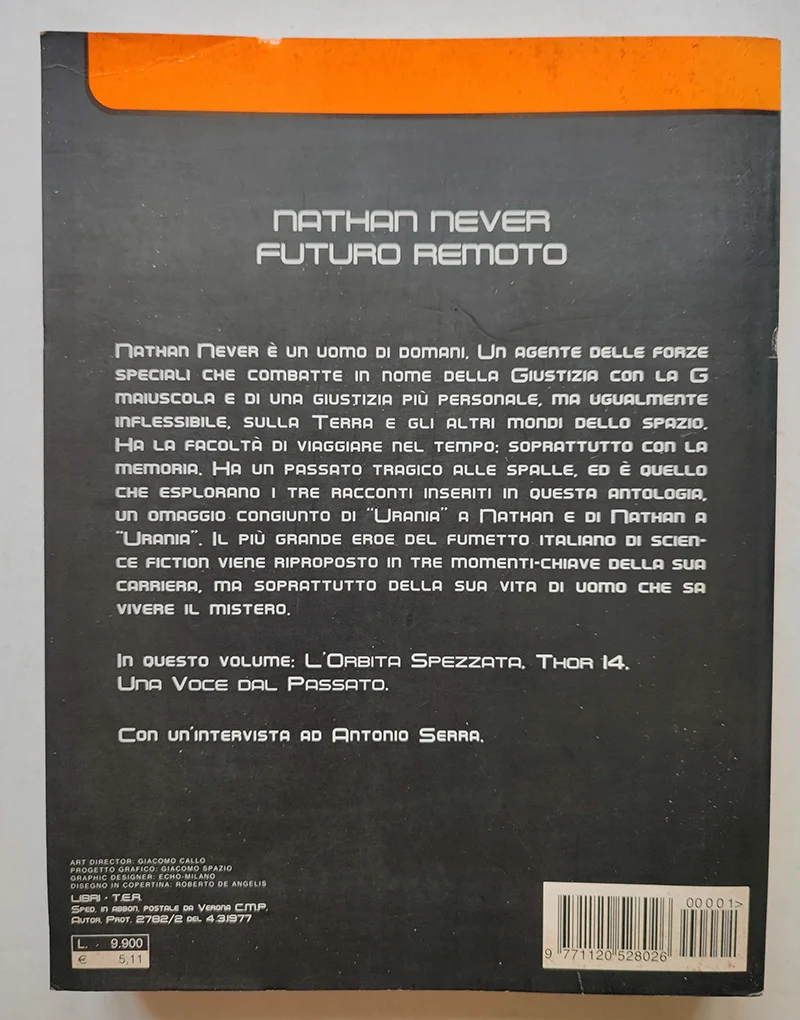 NATHAN NEVER
FUTURO REMOTO
NATHAN NEVER È UN UOMO DI DOMANI. UN AGENTE DELLE FORZE
SPECIALI CHE COMBATTE IN NOME DELLA GIUSTIZIA CON LA G
MAIUSCOLA E DI UNA GIUSTIZIA PIÙ PERSONALE, MA UGUALMENTE
INFLESSIBILE, SULLA TERRA E GLI ALTRI MONDI DELLO SPAZIO.
HA LA FACOLTÀ DI VIAGGIARE NEL TEMPO: SOPRATTUTTO CON LA
MEMORIA. HA UN PASSATO TRAGICO ALLE SPALLE, ED È QUELLO
CHE ESPLORANO I TRE RACCONTI INSERITI IN QUESTA ANTOLOGIA,
UN OMAGGIO CONGIUNTO DI "URANIA" A NATHAN E DI NATHAN A
"URANIA". IL PIÙ GRANDE EROE DEL FUMETTO ITALIANO DI SCIEN-
CE FICTION VIENE RIPROPOSTO IN TRE MOMENTI-CHIAVE DELLA SUA
CARRIERA, MA SOPRATTUTTO DELLA SUA VITA DI UOMO CHE SA
VIVERE IL MISTERO.
IN QUESTO VOLUME: L'ORBITA SPEZZATA. THOR 14.
UNA VOCE DAL PASSATO.
CON UN'INTERVISTA AD ANTONIO SERRA.
ART DIRECTOR: GIACOMO CALLO
PROGETTO GRAFICO: GIACOMO SPAZIO
GRAPHIC DESIGNER: ECHO-MILANO
DISEGNO IN COPERTINA: ROBERTO DE ANGELIS
LIBRI - T.E.R.
SPED. IN ABBON. POSTALE DA VERONA C.M.P.
AUTOR. PROT. 2782/2 DEL 4.3.1977
L. 9.900
€ 5,11
00001>
9 771120 528026